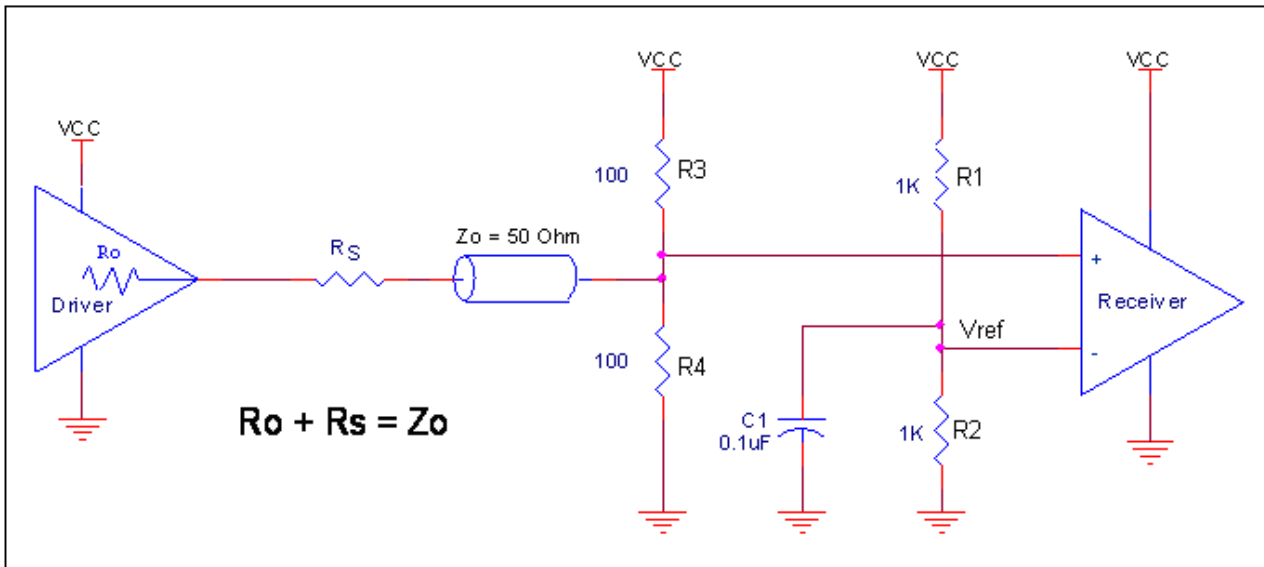 VCC
VCC
VCC
VCC
R3
100
R1
1K
Ro
Driver
RS
Zo = 50 Ohm
+
Receiver
Vref
-
100
R4
Ro + Rs = Zo
C1
0.1uF
1K
R2